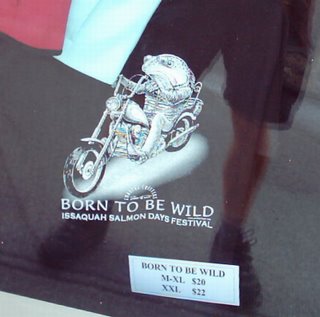 BORN TO BE WILD
ISSAQUAH SALMON DAYS FESTIVAL
BORN TO BE WILD
M-XL $20
XXL $22